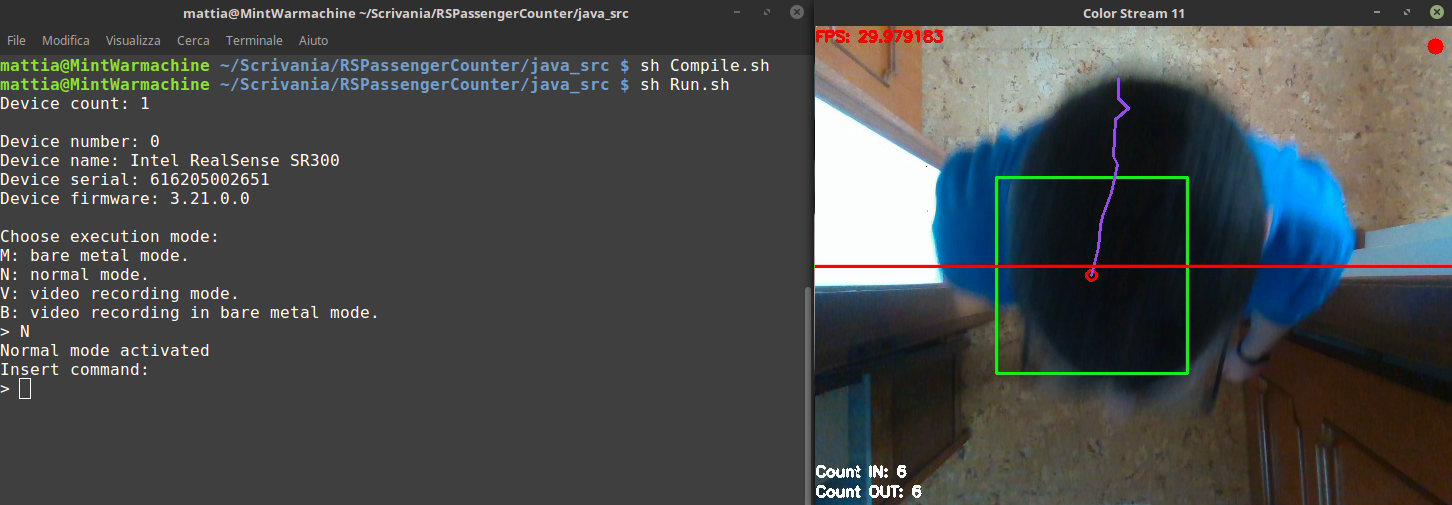 mattia@MintWarmachine ~/Scrivania/RSPassengerCounter/java_src
File Modifica Visualizza Cerca Terminale Aiuto
mattia@MintWarmachine ~/Scrivania/RSPassengerCounter/java_src $ sh Compile.sh
mattia@MintWarmachine ~/Scrivania/RSPassengerCounter/java_src $ sh Run.sh
Device count: 1
Device number: 0
Device name: Intel RealSense SR300
Device serial: 616205002651
Device firmware: 3.21.0.0
Choose execution mode:
M: bare metal mode.
N: normal mode.
V: video recording mode.
B: video recording in bare metal mode.
> N
Normal mode activated
Insert command:
>
Color Stream 11
FPS: 29.979183
Count IN: 6
Count OUT: 6